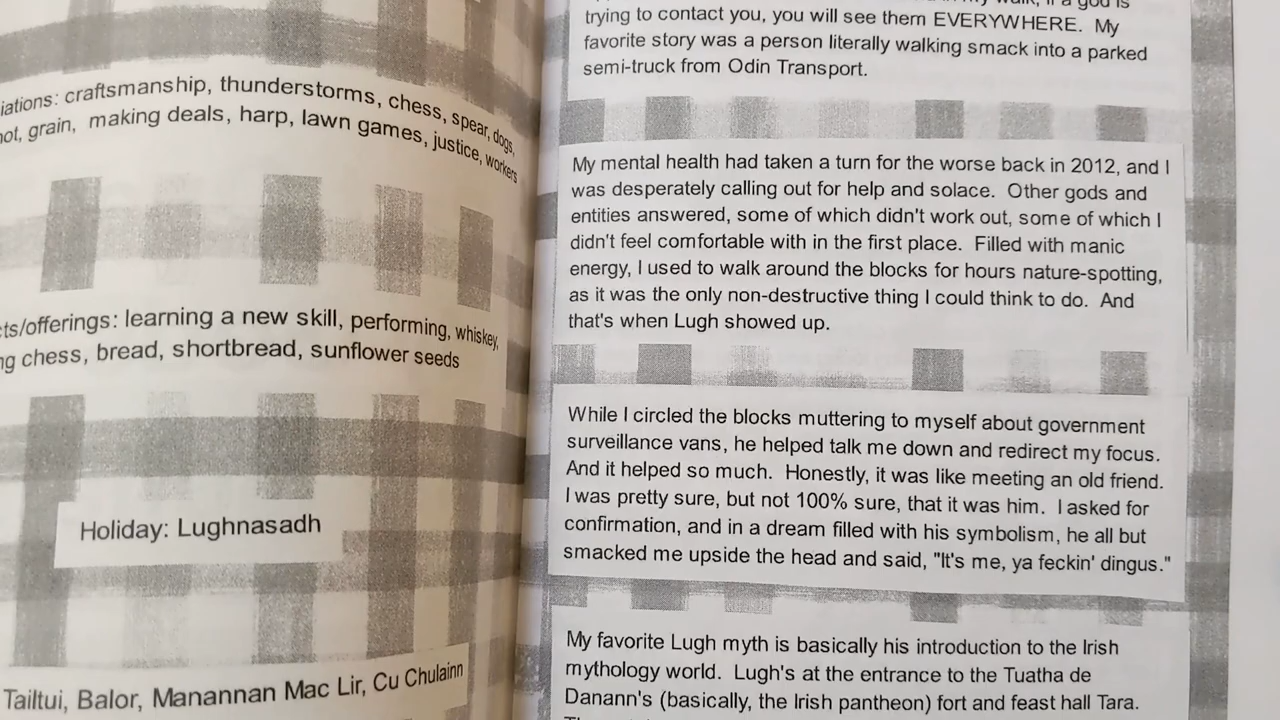 iations: craftsmanship, thunderstorms, chess, spear, dogs,
grain, making deals, harp, lawn games, justice, workers
offerings: learning a new skill, performing, whiskey,
chess, bread, shortbread, sunflower seeds
Holiday: Lughnasadh
Tailtui, Balor, Manannan Mac Lir, Cu Chulainn
trying to contact you, you will see them EVERYWHERE. My
favorite story was a person literally walking smack into a parked
semi-truck from Odin Transport.
My mental health had taken a turn for the worse back in 2012, and I
was desperately calling out for help and solace. Other gods and
entities answered, some of which didn't work out, some of which I
didn't feel comfortable with in the first place. Filled with manic
energy, I used to walk around the blocks for hours nature-spotting,
as it was the only non-destructive thing I could think to do. And
that's when Lugh showed up.
While I circled the blocks muttering to myself about government
surveillance vans, he helped talk me down and redirect my focus.
And it helped so much. Honestly, it was like meeting an old friend.
I was pretty sure, but not 100% sure, that it was him. I asked for
confirmation, and in a dream filled with his symbolism, he all but
smacked me upside the head and said, "It's me, ya feckin' dingus."
My favorite Lugh myth is basically his introduction to the Irish
mythology world. Lugh's at the entrance to the Tuatha de
Danann's (basically, the Irish pantheon) fort and feast hall Tara.